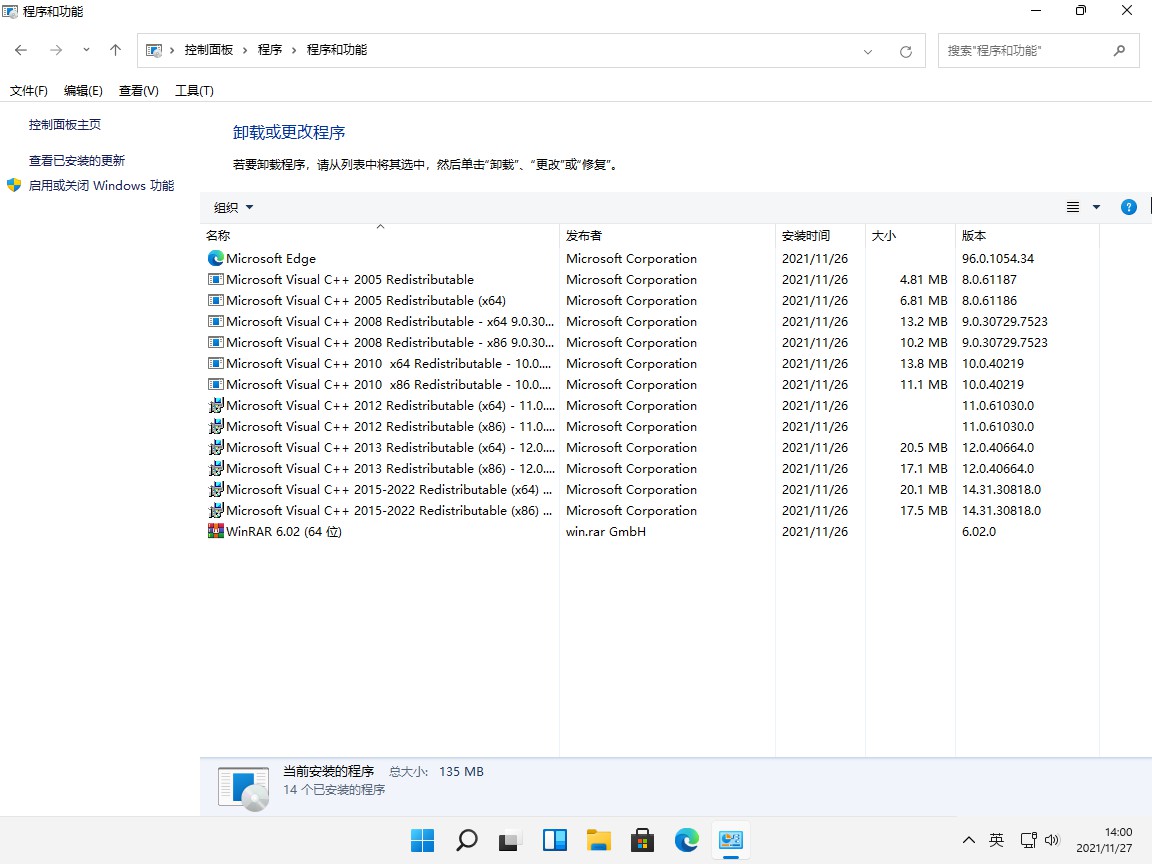 程序和功能
控制面板 程序 程序和功能
搜索"程序和功能"
文件(F) 编辑(E) 查看(V) 工具(T)
控制面板主页
查看已安装的更新
启用或关闭 Windows 功能
卸载或更改程序
若要卸载程序，请从列表中将其选中，然后单击“卸载”、“更改”或“修复”。
组织
名称 发布者 安装时间 大小 版本
Microsoft Edge Microsoft Corporation 2021/11/26 96.0.1054.34
Microsoft Visual C++ 2005 Redistributable Microsoft Corporation 2021/11/26 4.81 MB 8.0.61187
Microsoft Visual C++ 2005 Redistributable (x64) Microsoft Corporation 2021/11/26 6.81 MB 8.0.61186
Microsoft Visual C++ 2008 Redistributable - x64 9.0.30... Microsoft Corporation 2021/11/26 13.2 MB 9.0.30729.7523
Microsoft Visual C++ 2008 Redistributable - x86 9.0.30... Microsoft Corporation 2021/11/26 10.2 MB 9.0.30729.7523
Microsoft Visual C++ 2010  x64 Redistributable - 10.0.... Microsoft Corporation 2021/11/26 13.8 MB 10.0.40219
Microsoft Visual C++ 2010  x86 Redistributable - 10.0.... Microsoft Corporation 2021/11/26 11.1 MB 10.0.40219
Microsoft Visual C++ 2012 Redistributable (x64) - 11.0.... Microsoft Corporation 2021/11/26 11.0.61030.0
Microsoft Visual C++ 2012 Redistributable (x86) - 11.0.... Microsoft Corporation 2021/11/26 11.0.61030.0
Microsoft Visual C++ 2013 Redistributable (x64) - 12.0.... Microsoft Corporation 2021/11/26 20.5 MB 12.0.40664.0
Microsoft Visual C++ 2013 Redistributable (x86) - 12.0.... Microsoft Corporation 2021/11/26 17.1 MB 12.0.40664.0
Microsoft Visual C++ 2015-2022 Redistributable (x64) ... Microsoft Corporation 2021/11/26 20.1 MB 14.31.30818.0
Microsoft Visual C++ 2015-2022 Redistributable (x86) ... Microsoft Corporation 2021/11/26 17.5 MB 14.31.30818.0
WinRAR 6.02 (64 位) win.rar GmbH 2021/11/26 6.02.0
当前安装的程序 总大小: 135 MB
14 个已安装的程序
英 14:00
2021/11/27